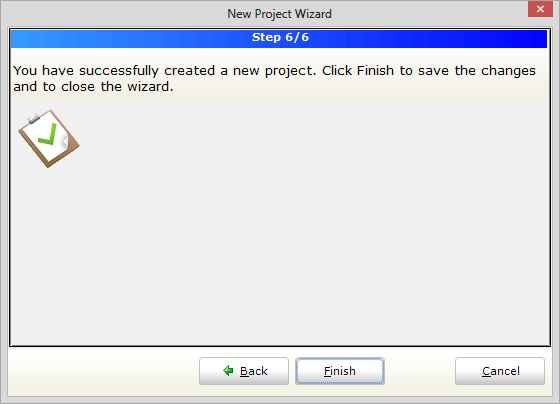 New Project Wizard
Step 6/6
You have successfully created a new project. Click Finish to save the changes
and to close the wizard.
Back Finish Cancel